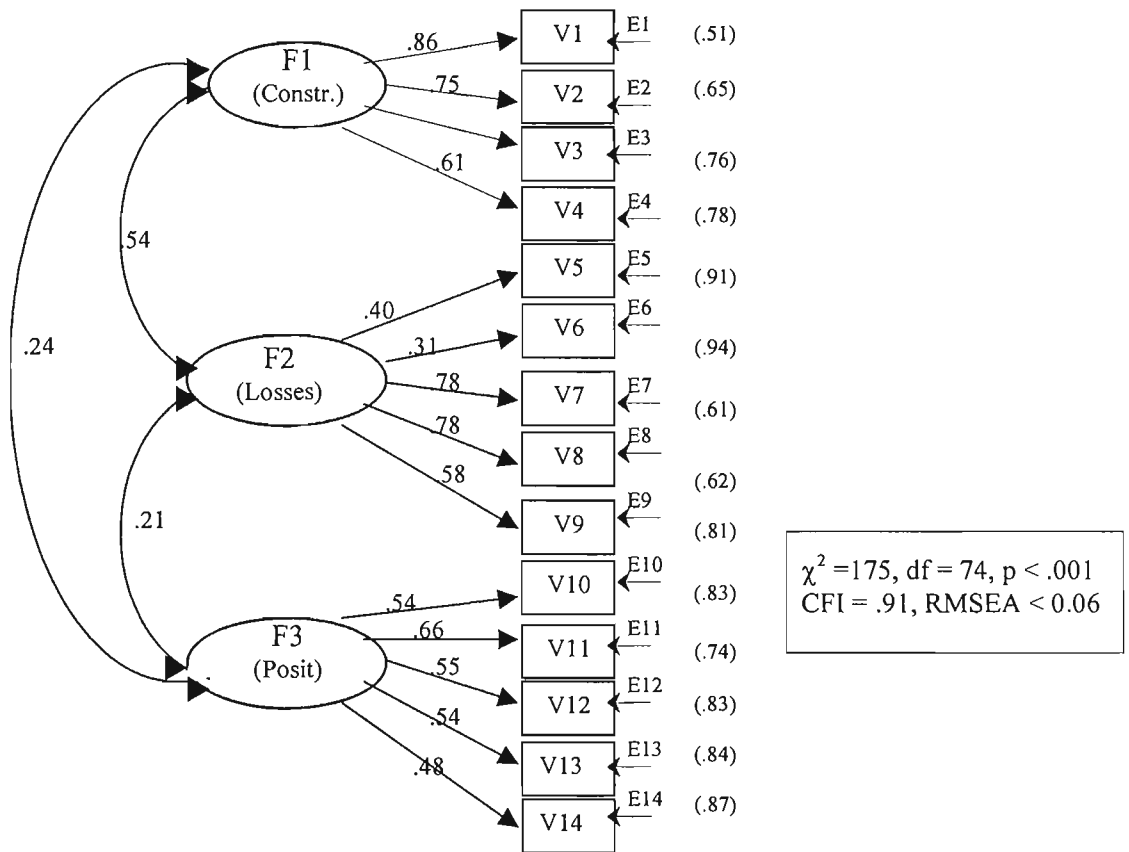 F1
(Constr.)
.86
.75
.61
V1
E1
(.51)
V2
E2
(.65)
V3
E3
(.76)
V4
E4
(.78)
.54
.24
.21
F2
(Losses)
.40
.31
.78
.78
.58
V5
E5
(.91)
V6
E6
(.94)
V7
E7
(.61)
V8
E8
(.62)
V9
E9
(.81)
F3
(Posit)
.54
.66
.55
.54
.48
V10
E10
(.83)
V11
E11
(.74)
V12
E12
(.83)
V13
E13
(.84)
V14
E14
(.87)
χ² =175, df = 74, p < .001
CFI = .91, RMSEA < 0.06